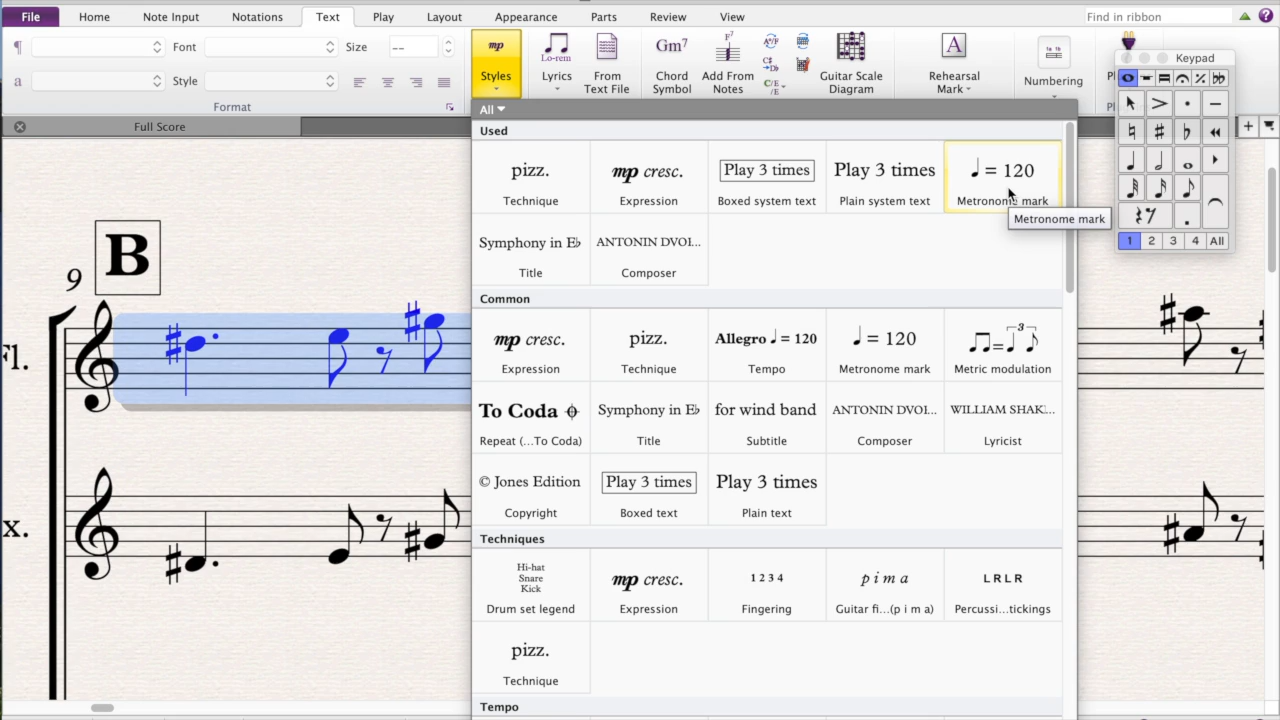 File Home Note Input Notations Text Play Layout Appearance Parts Review View Find in ribbon
Font Size --
Style
Format
mp
Styles
Lo-rem
Lyrics
From
Text File
Gm7
Chord
Symbol
F7
Add From
Notes
Guitar Scale
Diagram
A
Rehearsal
Mark
Numbering
Keypad
Full Score
All
Used
pizz. mp cresc. Play 3 times Play 3 times ♩ = 120
Technique Expression Boxed system text Plain system text Metronome mark
Metronome mark
Symphony in E♭ ANTONIN DVOI...
Title Composer
Common
mp cresc. pizz. Allegro ♩ = 120 ♩ = 120 3
Expression Technique Tempo Metronome mark Metric modulation
To Coda Symphony in E♭ for wind band ANTONIN DVOI... WILLIAM SHAK...
Repeat (...To Coda) Title Subtitle Composer Lyricist
© Jones Edition Play 3 times Play 3 times
Copyright Boxed text Plain text
Techniques
Hi-hat
Snare
Kick
mp cresc. 1 2 3 4 p i m a L R L R
Drum set legend Expression Fingering Guitar fi...(p i m a) Percussi...tickings
pizz.
Technique
Tempo
1 2 3 4 All
9 B
Fl.
x.